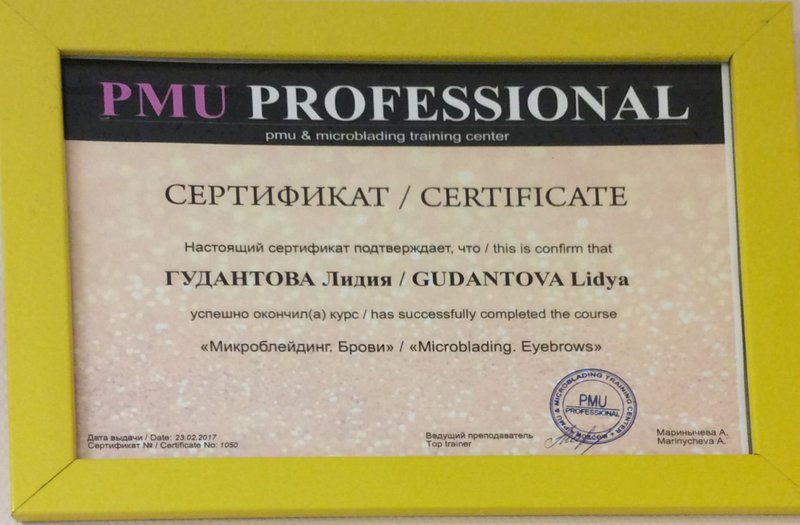 PMU PROFESSIONAL
pmu & microblading training center
СЕРТИФИКАТ / CERTIFICATE
Настоящий сертификат подтверждает, что / this is confirm that
ГУДАНТОВА Лидия / GUDANTOVA Lidya
успешно окончил(а) курс / has successfully completed the course
«Микроблейдинг. Брови» / «Microblading. Eyebrows»
PMU & MICROBLADING TRAINING CENTER
PMU
PROFESSIONAL
MOSCOW
Дата выдачи / Date: 23.02.2017
Сертификат № / Certificate No: 1050
Ведущий преподаватель
Top trainer
Маринычева А.
Marinycheva A.